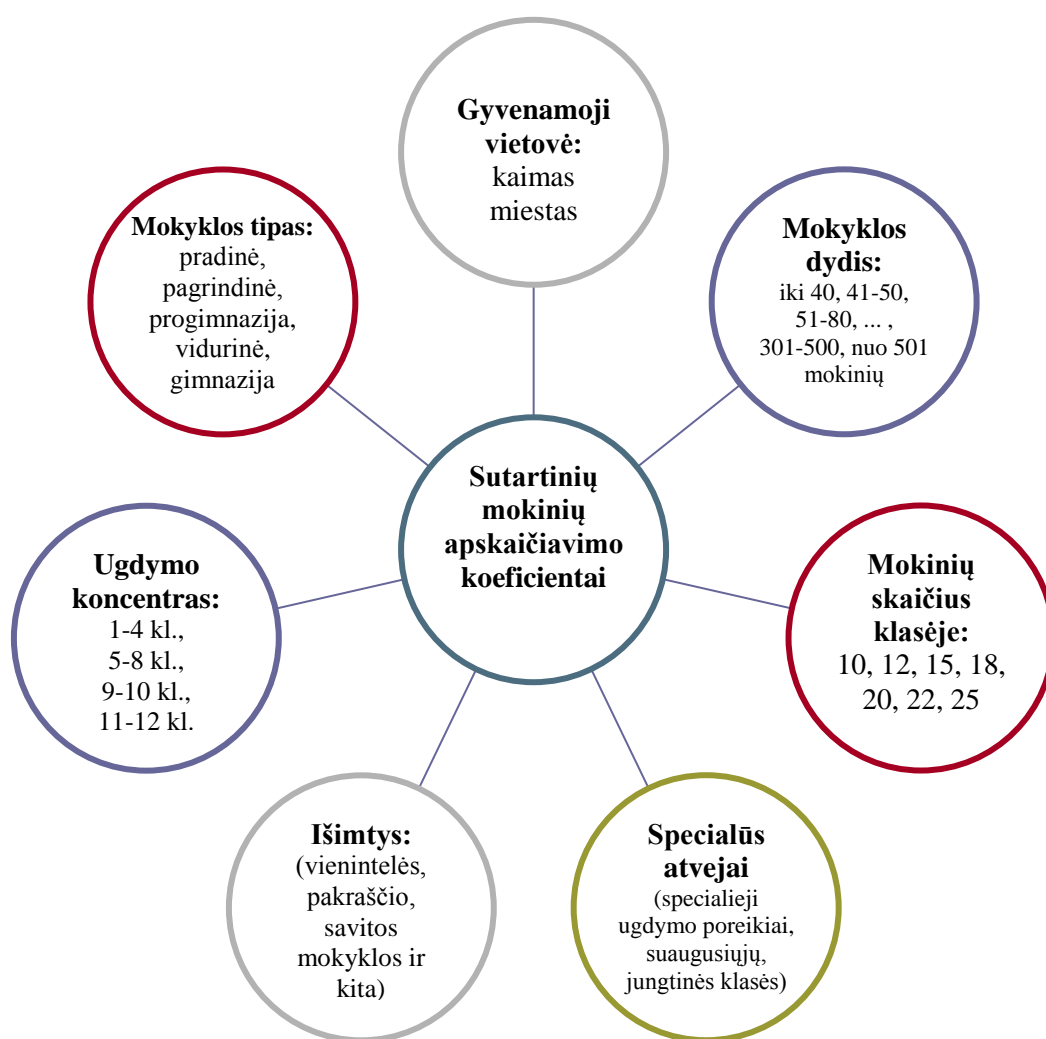 Gyvenamoji
vietovė:
kaimas
miestas
Mokyklos tipas:
pradinė,
pagrindinė,
progimnazija,
vidurinė,
gimnazija
Mokyklos
dydis:
iki 40, 41-50,
51-80, ... ,
301-500, nuo 501
mokinių
Sutartinių
mokinių
apskaičiavimo
koeficientai
Ugdymo
koncentras:
1-4 kl.,
5-8 kl.,
9-10 kl.,
11-12 kl.
Mokinių
skaičius
klasėje:
10, 12, 15, 18,
20, 22, 25
Išimtys:
(vienintelės,
pakraščio,
savitos
mokyklos ir
kita)
Specialūs
atvejai
(specialieji
ugdymo poreikiai,
suaugusiųjų,
jungtinės klasės)